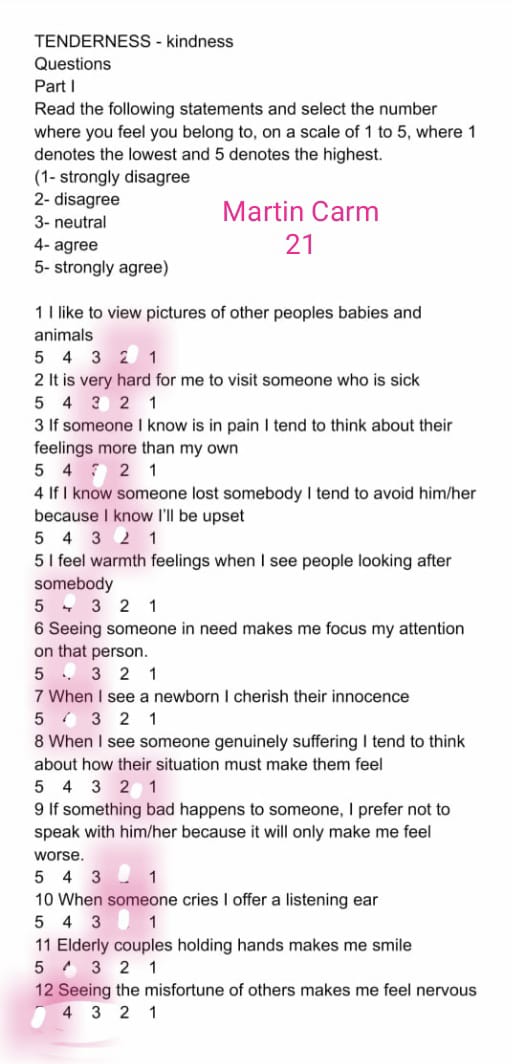 TENDERNESS - kindness
Questions
Part I
Read the following statements and select the number
where you feel you belong to, on a scale of 1 to 5, where 1
denotes the lowest and 5 denotes the highest.
(1- strongly disagree
2- disagree
3- neutral
4- agree
5- strongly agree)
Martin Carm
21
1 I like to view pictures of other peoples babies and
animals
5 4 3 2 1
2 It is very hard for me to visit someone who is sick
5 4 3 2 1
3 If someone I know is in pain I tend to think about their
feelings more than my own
5 4 2 1
4 If I know someone lost somebody I tend to avoid him/her
because I know I'll be upset
5 4 3 2 1
5 I feel warmth feelings when I see people looking after
somebody
5 3 2 1
6 Seeing someone in need makes me focus my attention
on that person.
5 3 2 1
7 When I see a newborn I cherish their innocence
5 3 2 1
8 When I see someone genuinely suffering I tend to think
about how their situation must make them feel
5 4 3 2 1
9 If something bad happens to someone, I prefer not to
speak with him/her because it will only make me feel
worse.
5 4 3 1
10 When someone cries I offer a listening ear
5 4 3 1
11 Elderly couples holding hands makes me smile
5 3 2 1
12 Seeing the misfortune of others makes me feel nervous
4 3 2 1